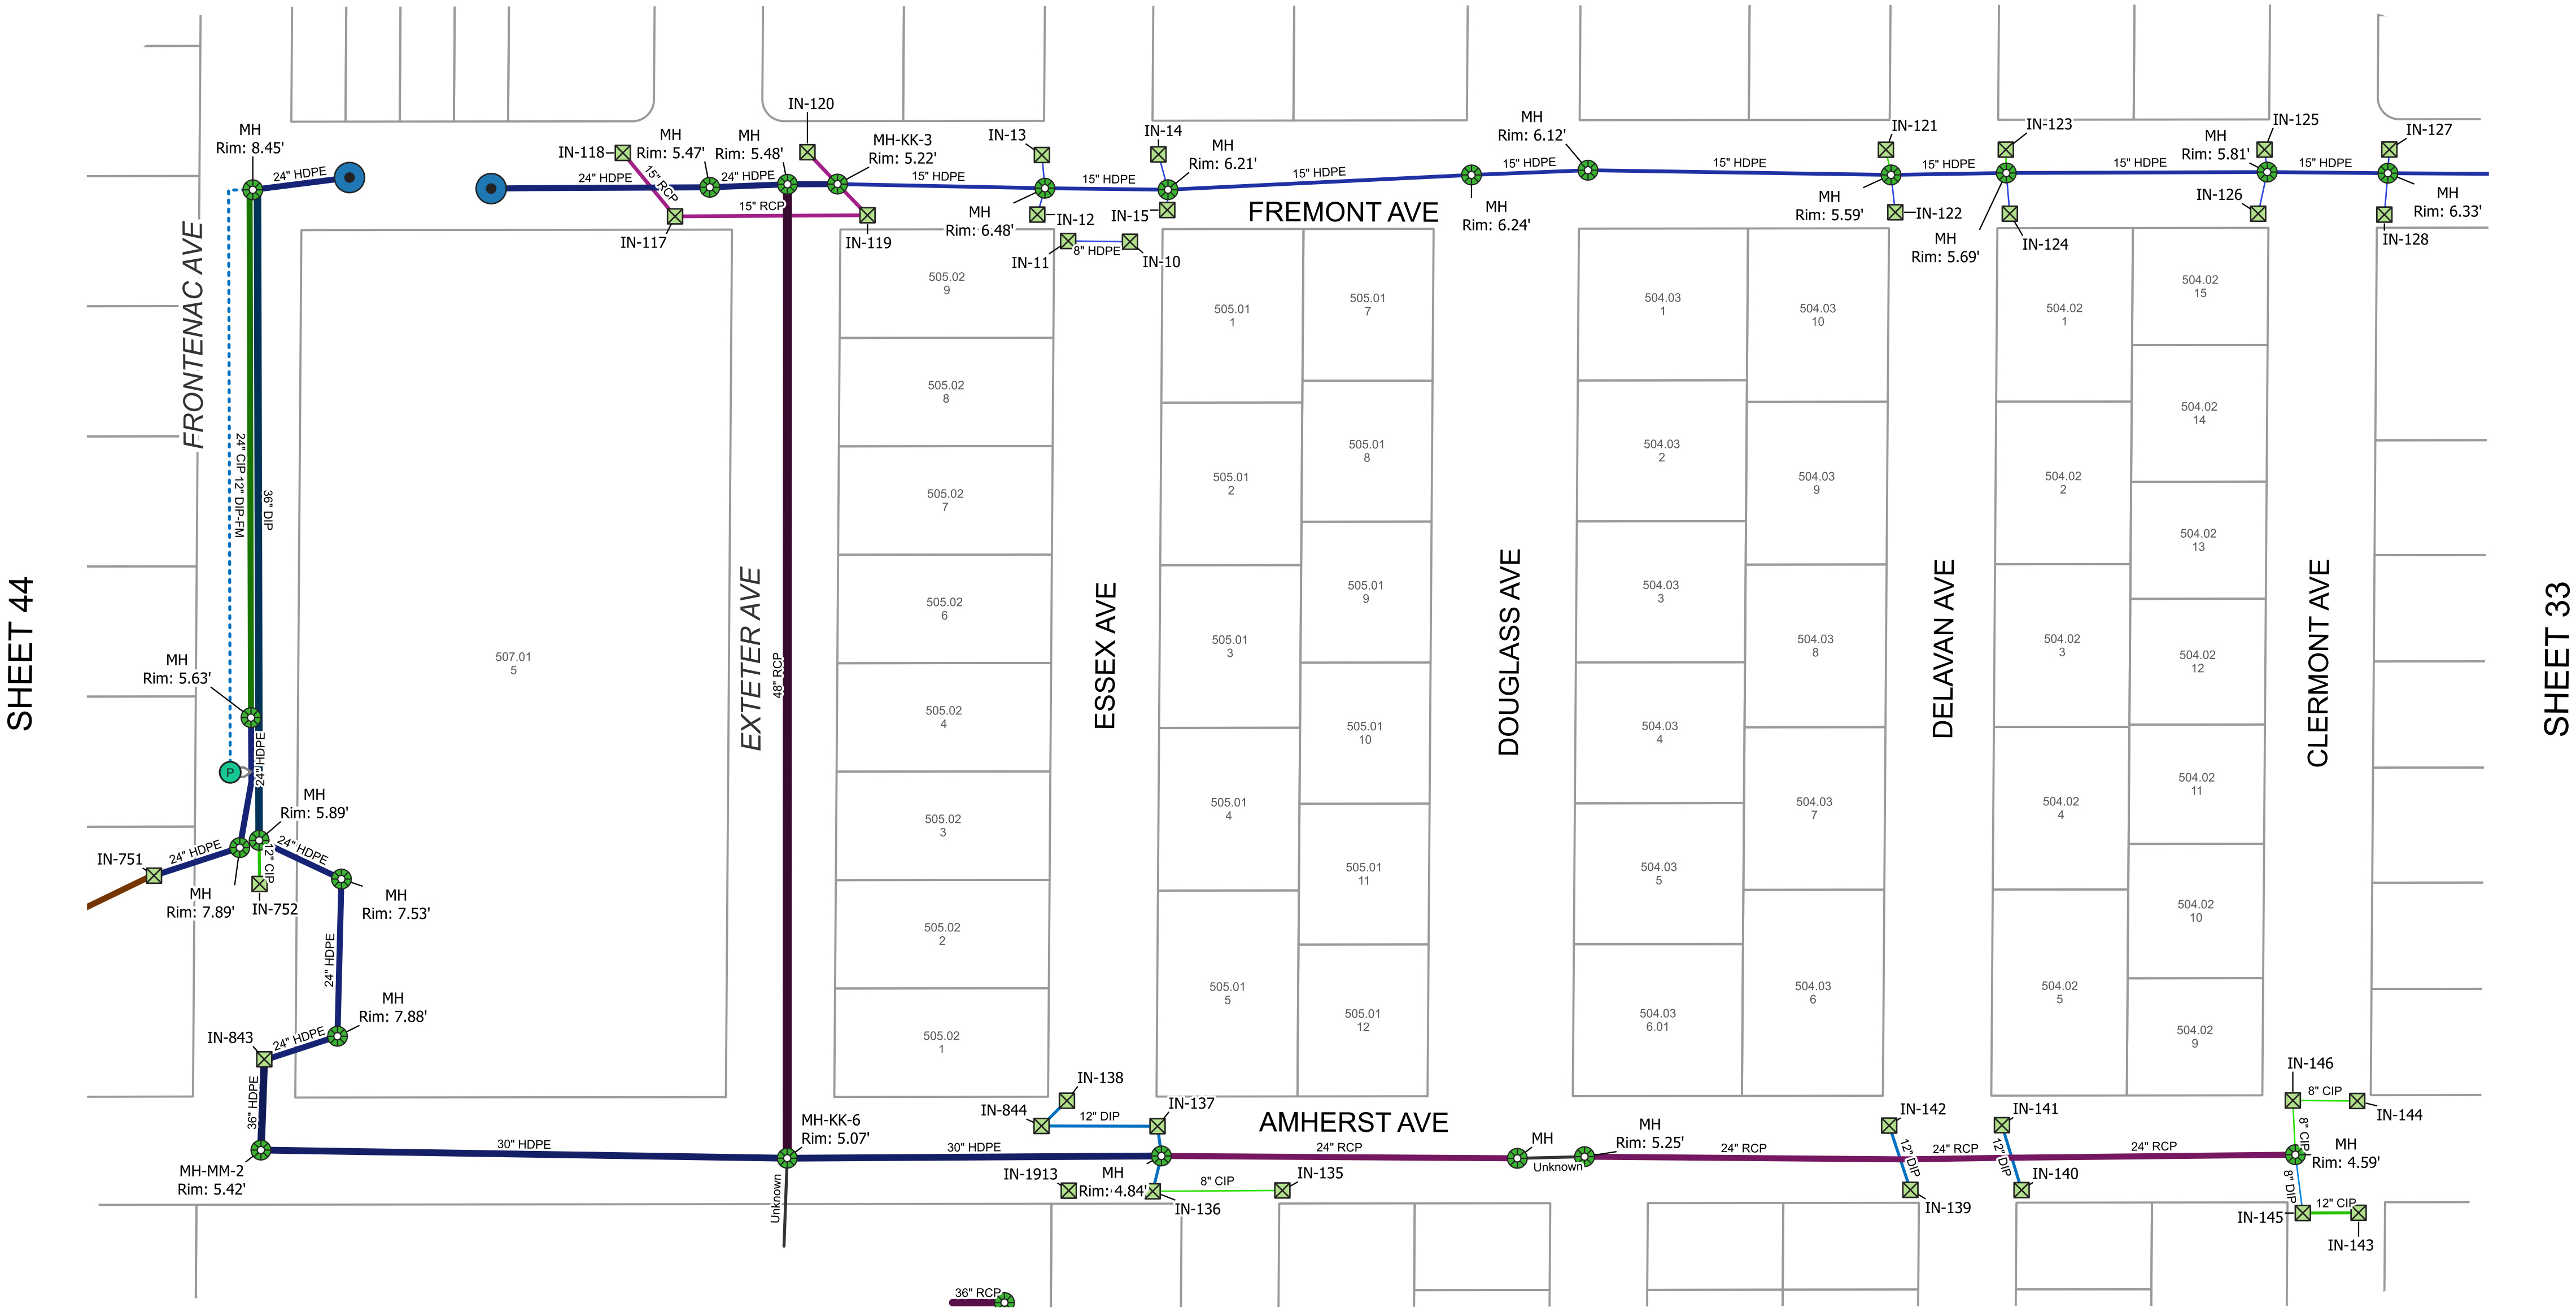 IN-120
MH
Rim: 8.45'
24" HDPE
IN-118
MH
Rim: 5.47'
MH
Rim: 5.48'
MH-KK-3
Rim: 5.22'
IN-13
IN-14
MH
Rim: 6.21'
MH
Rim: 6.12'
IN-121
IN-123
MH
Rim: 5.81'
IN-125
IN-127
24" HDPE
15" RCP
24" HDPE
15" HDPE
15" HDPE
15" HDPE
15" HDPE
15" HDPE
15" HDPE
15" HDPE
15" HDPE
15" RCP
IN-117
IN-119
MH
Rim: 6.48'
IN-12
IN-15
FREMONT AVE
MH
Rim: 6.24'
MH
Rim: 5.59'
IN-122
MH
Rim: 5.69'
IN-124
IN-126
MH
Rim: 6.33'
IN-128
IN-11
8" HDPE
IN-10
FRONTENAC AVE
24" CIP 12" DIP-FM
36" DIP
SHEET 44
EXTETER AVE
48" RCP
ESSEX AVE
DOUGLASS AVE
DELAVAN AVE
CLERMONT AVE
SHEET 33
507.01
5
505.02
9
505.02
8
505.02
7
505.02
6
505.02
4
505.02
3
505.02
2
505.02
1
505.01
1
505.01
2
505.01
3
505.01
4
505.01
5
505.01
7
505.01
8
505.01
9
505.01
10
505.01
11
505.01
12
504.03
1
504.03
2
504.03
3
504.03
4
504.03
5
504.03
6.01
504.03
10
504.03
9
504.03
8
504.03
7
504.03
6
504.02
1
504.02
2
504.02
3
504.02
4
504.02
5
504.02
15
504.02
14
504.02
13
504.02
12
504.02
11
504.02
10
504.02
9
MH
Rim: 5.63'
P
24" HDPE
MH
Rim: 5.89'
IN-751
24" HDPE
24" HDPE
12" CIP
MH
Rim: 7.89'
IN-752
MH
Rim: 7.53'
24" HDPE
MH
Rim: 7.88'
IN-843
24" HDPE
36" HDPE
MH-MM-2
Rim: 5.42'
30" HDPE
MH-KK-6
Rim: 5.07'
30" HDPE
Unknown
IN-138
IN-844
12" DIP
IN-137
AMHERST AVE
24" RCP
MH
Unknown
MH
Rim: 5.25'
24" RCP
IN-142
12" DIP
24" RCP
IN-141
12" DIP
24" RCP
IN-146
8" CIP
IN-144
8" CIP
MH
Rim: 4.59'
IN-1913
MH
Rim: 4.84'
8" CIP
IN-135
IN-136
IN-139
IN-140
8" DIP
IN-145
12" CIP
IN-143
36" RCP